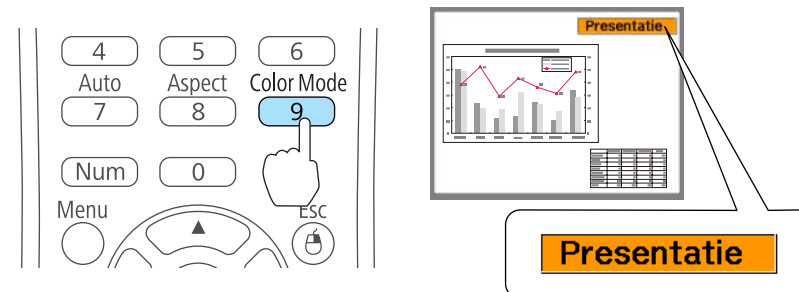 4 5 6
Auto Aspect Color Mode
7 8 9
Num 0
Menu Esc
Presentatie
Presentatie